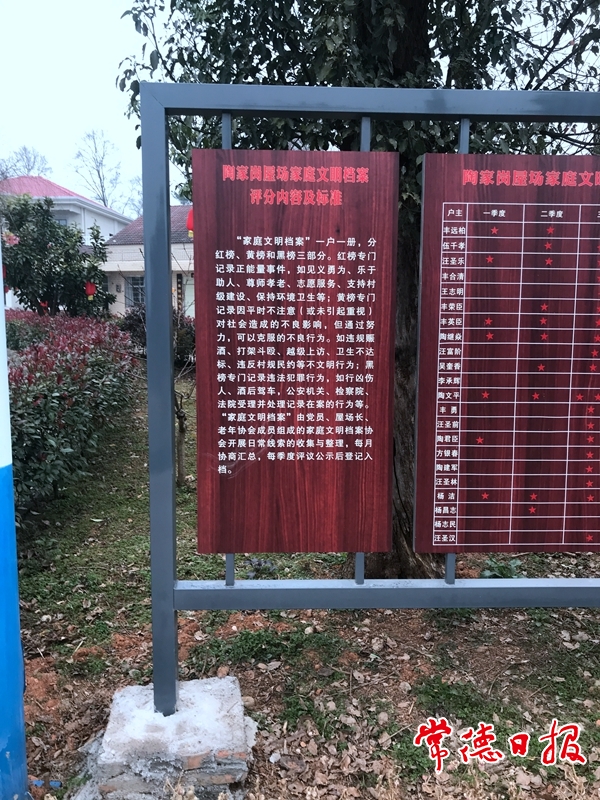 陶家岗屋场家庭文明档案
评分内容及标准
“家庭文明档案”一户一册，分
红榜、黄榜和黑榜三部分。红榜专门
记录正能量事件，如见义勇为、乐于
助人、尊师孝老、志愿服务、支持村
级建设、保持环境卫生等；黄榜专门
记录因平时不注意（或未引起重视）
对社会造成的不良影响，但通过努
力，可以克服的不良行为。如违规赈
酒、打架斗殴、越级上访、卫生不达
标、违反村规民约等不文明行为；黑
榜专门记录违法犯罪行为，如行凶伤
人、酒后驾车，公安机关、检察院、
法院受理并处理记录在案的行为等。
“家庭文明档案”由党员、屋场长、
老年协会成员组成的家庭文明档案协
会开展日常线索的收集与整理，每月
协商汇总，每季度评议公示后登记入
档。
陶家岗屋场家庭文明
户主 一季度 二季度
丰远柏 ★ ★
伍千孝 ★
汪圣乐 ★ ★
丰合清
王志明
丰荣臣 ★
丰英臣 ★ ★
陶继焱 ★ ★
汪富阶
吴奎香 ★
李承辉
陶文平 ★ ★ ★ ★
丰勇
汪圣前
陶君臣 ★
方银春
陶建军
汪圣林
杨洁 ★ ★
杨昌志 ★
杨志民
汪圣汉
常德日报